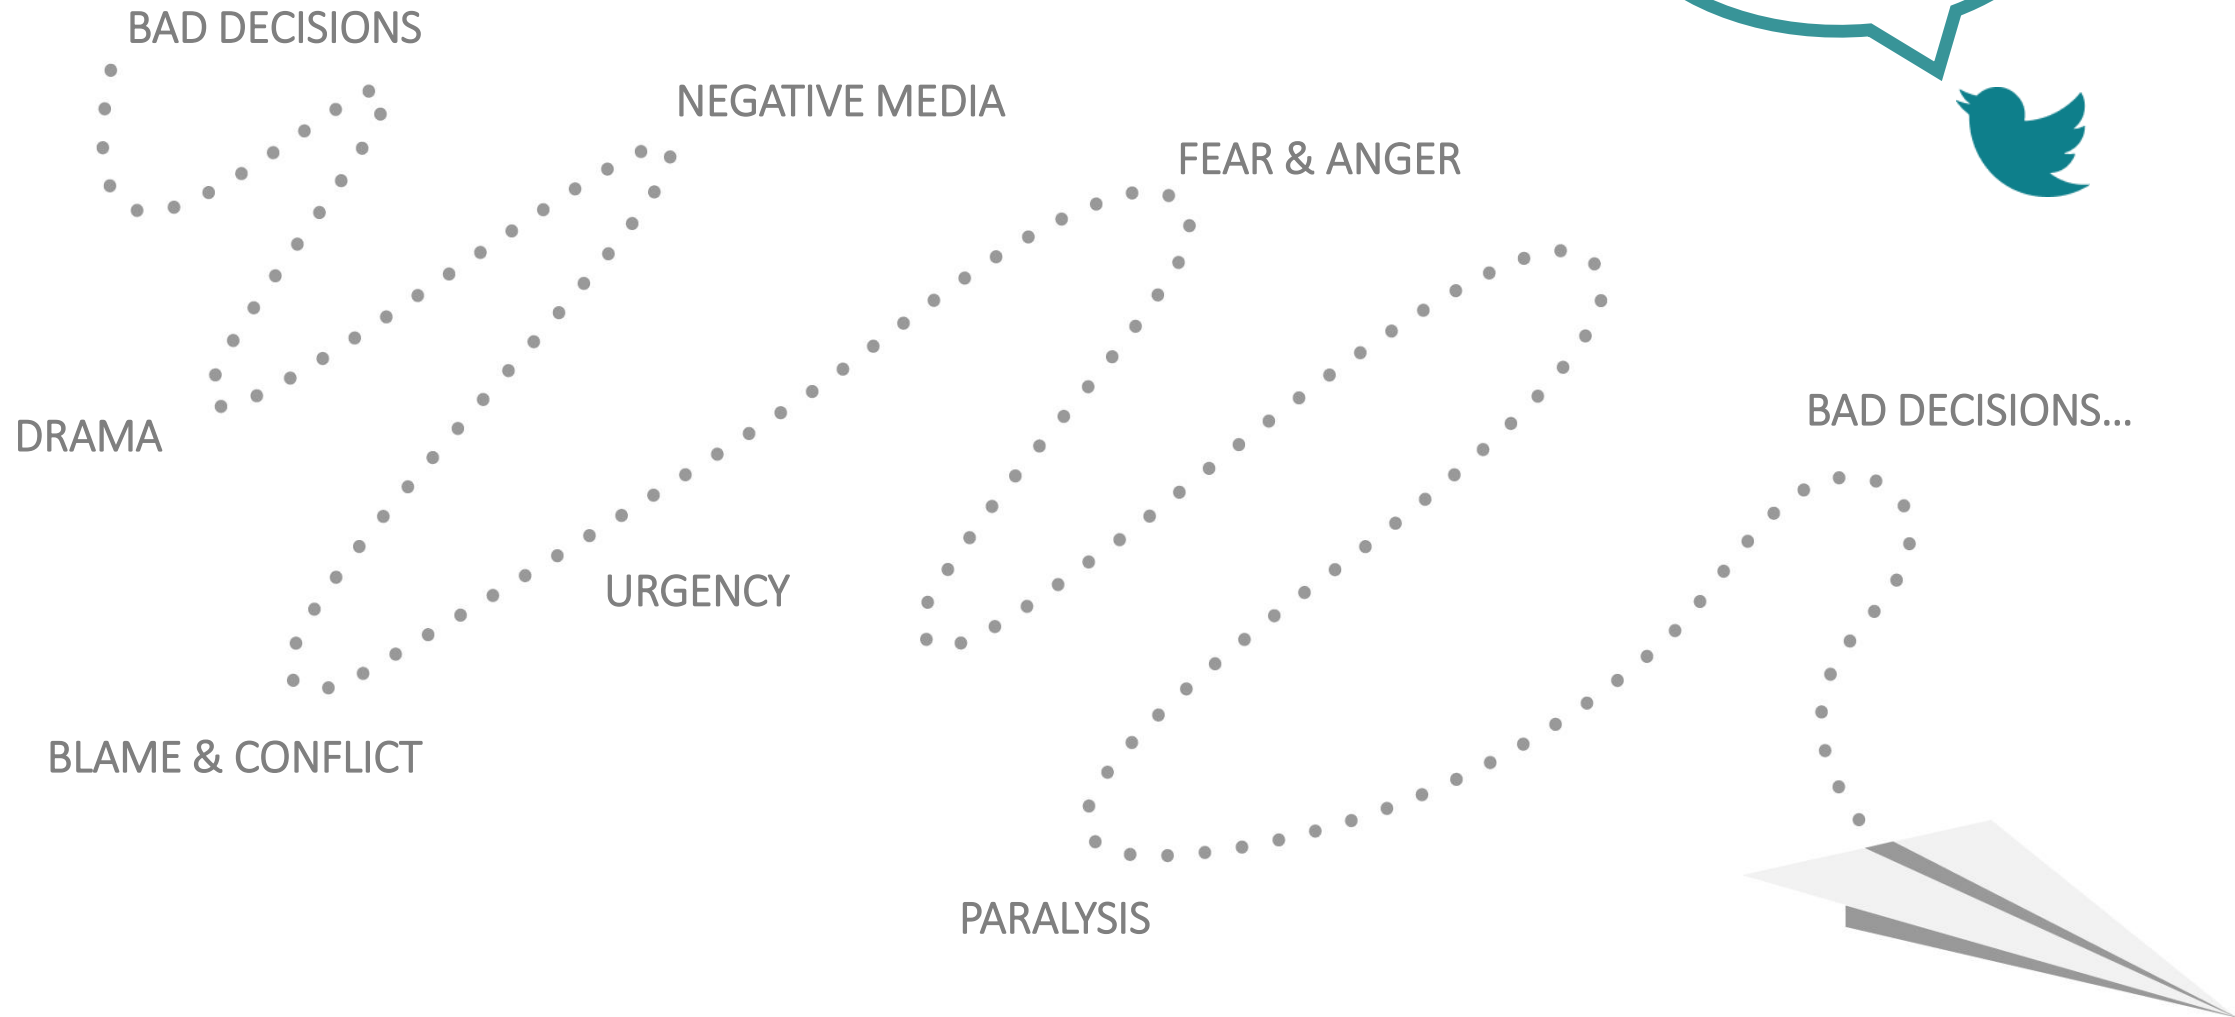 BAD DECISIONS
NEGATIVE MEDIA
FEAR & ANGER
BAD DECISIONS...
DRAMA
URGENCY
BLAME & CONFLICT
PARALYSIS